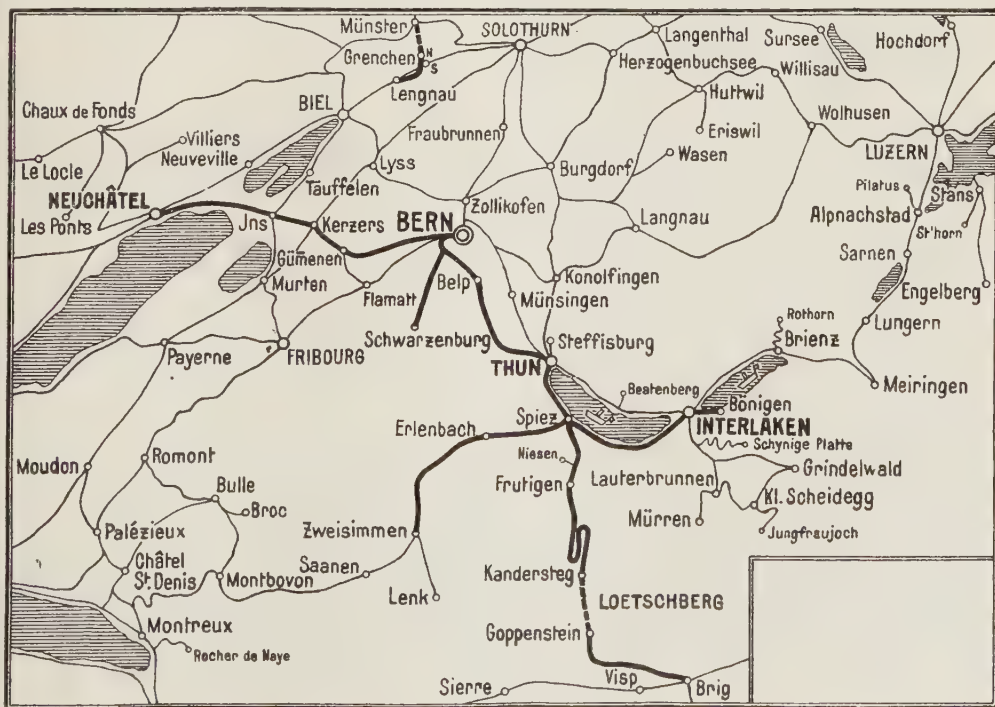 Münster
SOLOTHURN
Langenthal
Sursee
Hochdorf
Grenchen
N
S
Herzogenbuchsee
Willisau
Lengnau
Huttwil
Chaux de Fonds
BIEL
Villiers
Fraubrunnen
Eriswil
Wolhusen
Le Locle
Neuveville
Lyss
Burgdorf
Wasen
LUZERN
Täuffelen
Pilatus
Stans
NEUCHÂTEL
Zollikofen
Les Ponts
Jns
Kerzers
BERN
Langnau
Alpnachstad
St'horn
Gümenen
Sarnen
Murten
Flamatt
Belp
Münsingen
Konolfingen
Engelberg
Schwarzenburg
Rothorn
Lungern
Payerne
FRIBOURG
Steffisburg
Brienz
THUN
Meiringen
Beatenberg
Bönigen
Erlenbach
Spiez
INTERLAKEN
Schynige Platte
Moudon
Romont
Niesen
Grindelwald
Frutigen
Lauterbrunnen
Bulle
Kl. Scheidegg
Broc
Mürren
Palézieux
Zweisimmen
Jungfraujoch
Châtel
St. Denis
Montbovon
Saanen
Kandersteg
Lenk
LOETSCHBERG
Montreux
Goppenstein
Rocher de Naye
Sierre
Visp
Brig